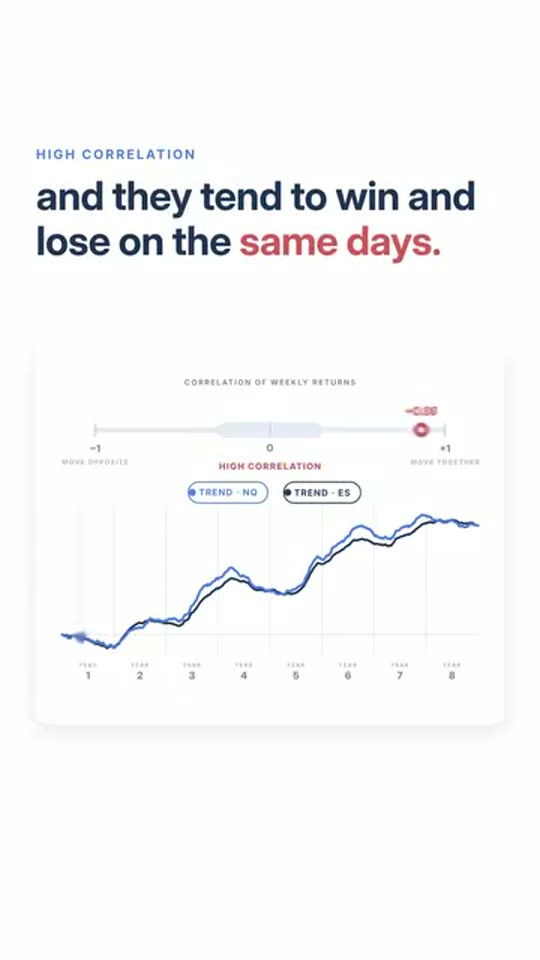 HIGH CORRELATION
and they tend to win and
lose on the same days.
CORRELATION OF WEEKLY RETURNS
−1
0
+1
MOVE OPPOSITE
HIGH CORRELATION
MOVE TOGETHER
TREND · NQ
TREND · ES
YEAR YEAR YEAR YEAR YEAR YEAR YEAR YEAR
1 2 3 4 5 6 7 8